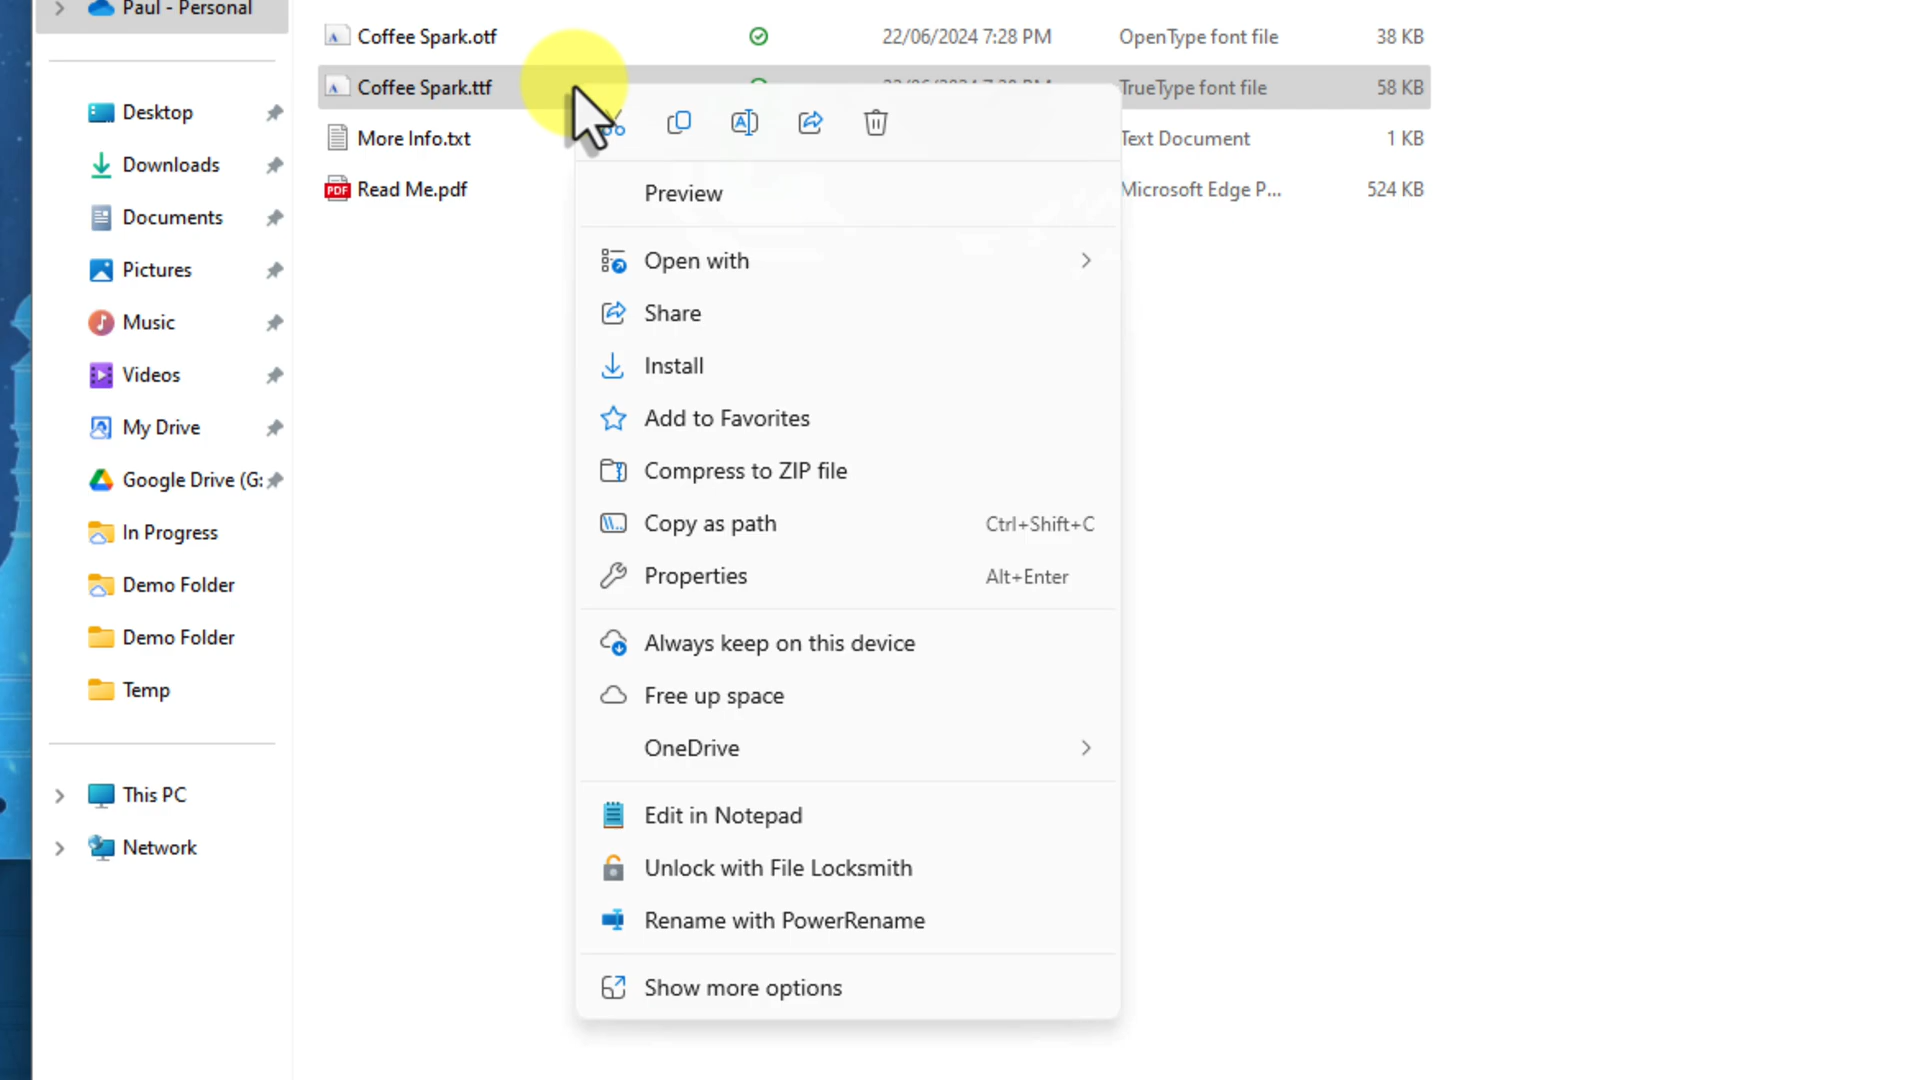 Paul - Personal
Desktop
Downloads
Documents
Pictures
Music
Videos
My Drive
Google Drive (G:
In Progress
Demo Folder
Demo Folder
Temp
This PC
Network
Coffee Spark.otf 22/06/2024 7:28 PM OpenType font file 38 KB
Coffee Spark.ttf 22/06/2024 7:28 PM TrueType font file 58 KB
More Info.txt Text Document 1 KB
Read Me.pdf Microsoft Edge P... 524 KB
Preview
Open with
Share
Install
Add to Favorites
Compress to ZIP file
Copy as path Ctrl+Shift+C
Properties Alt+Enter
Always keep on this device
Free up space
OneDrive
Edit in Notepad
Unlock with File Locksmith
Rename with PowerRename
Show more options